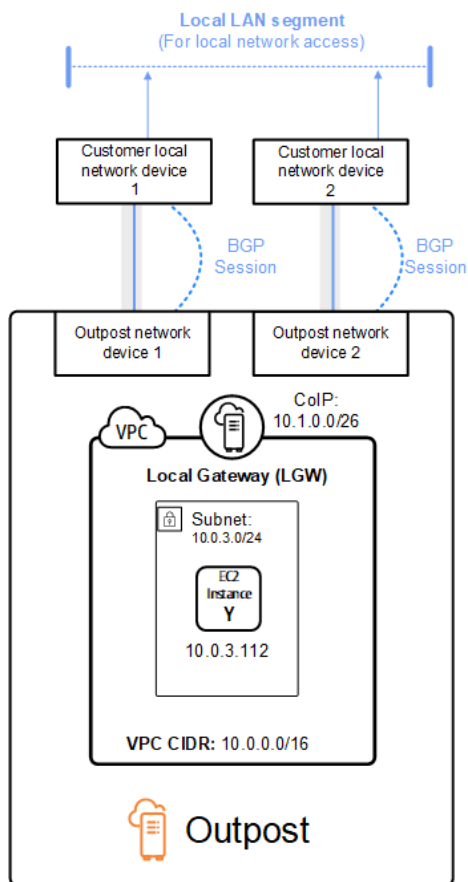 Local LAN segment
(For local network access)
Customer local
network device
1
Customer local
network device
2
BGP
Session
BGP
Session
Outpost network
device 1
Outpost network
device 2
CoIP:
10.1.0.0/26
VPC
Local Gateway (LGW)
Subnet:
10.0.3.0/24
EC2
Instance
Y
10.0.3.112
VPC CIDR: 10.0.0.0/16
Outpost